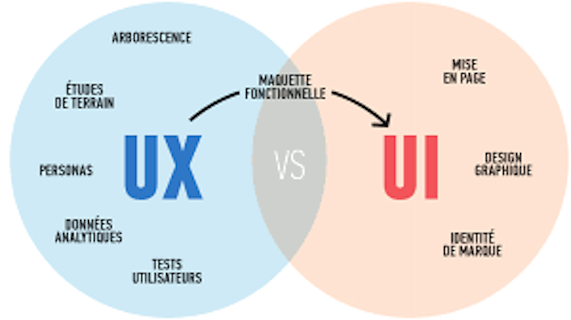 ARBORESCENCE
ÉTUDES
DE TERRAIN
PERSONAS
DONNÉES
ANALYTIQUES
TESTS
UTILISATEURS
UX
MAQUETTE
FONCTIONNELLE
VS
UI
MISE
EN PAGE
DESIGN
GRAPHIQUE
IDENTITÉ
DE MARQUE